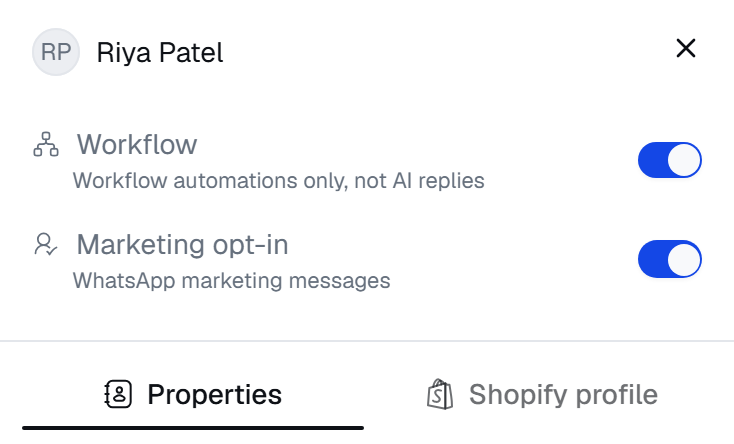 RP Riya Patel
Workflow
Workflow automations only, not AI replies
Marketing opt-in
WhatsApp marketing messages
Properties Shopify profile